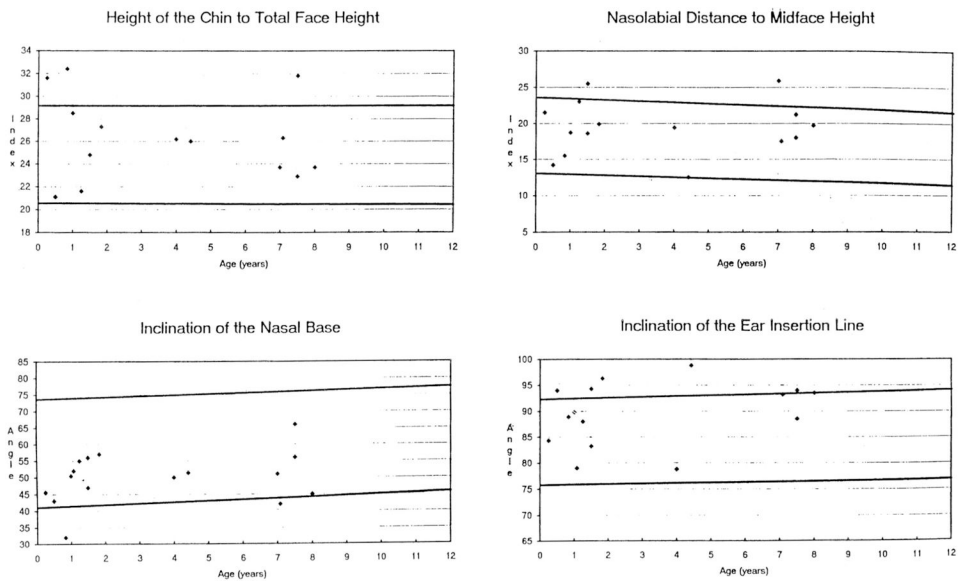 Height of the Chin to Total Face Height
34
32
30
28
26
24
22
20
18
Index
0 1 2 3 4 5 6 7 8 9 10 11 12
Age (years)
Nasolabial Distance to Midface Height
30
25
20
15
10
5
Index
0 1 2 3 4 5 6 7 8 9 10 11 12
Age (years)
Inclination of the Nasal Base
85
80
75
70
65
60
55
50
45
40
35
30
Angle
0 1 2 3 4 5 6 7 8 9 10 11 12
Age (years)
Inclination of the Ear Insertion Line
100
95
90
85
80
75
70
65
Angle
0 1 2 3 4 5 6 7 8 9 10 11 12
Age (years)